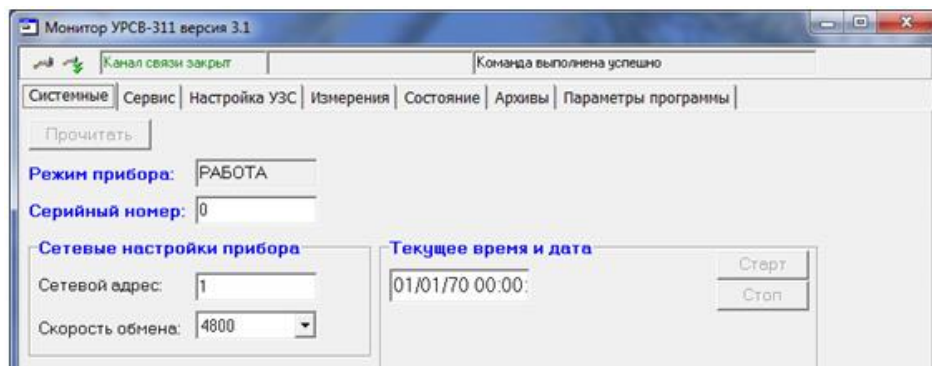 Монитор УРСВ-311 версия 3.1
Канал связи закрыт Команда выполнена успешно
Системные Сервис Настройка УЗС Измерения Состояние Архивы Параметры программы
Прочитать
Режим прибора: РАБОТА
Серийный номер: 0
Сетевые настройки прибора Текущее время и дата
Сетевой адрес: 1 01/01/70 00:00: Старт
Скорость обмена: 4800 Стоп